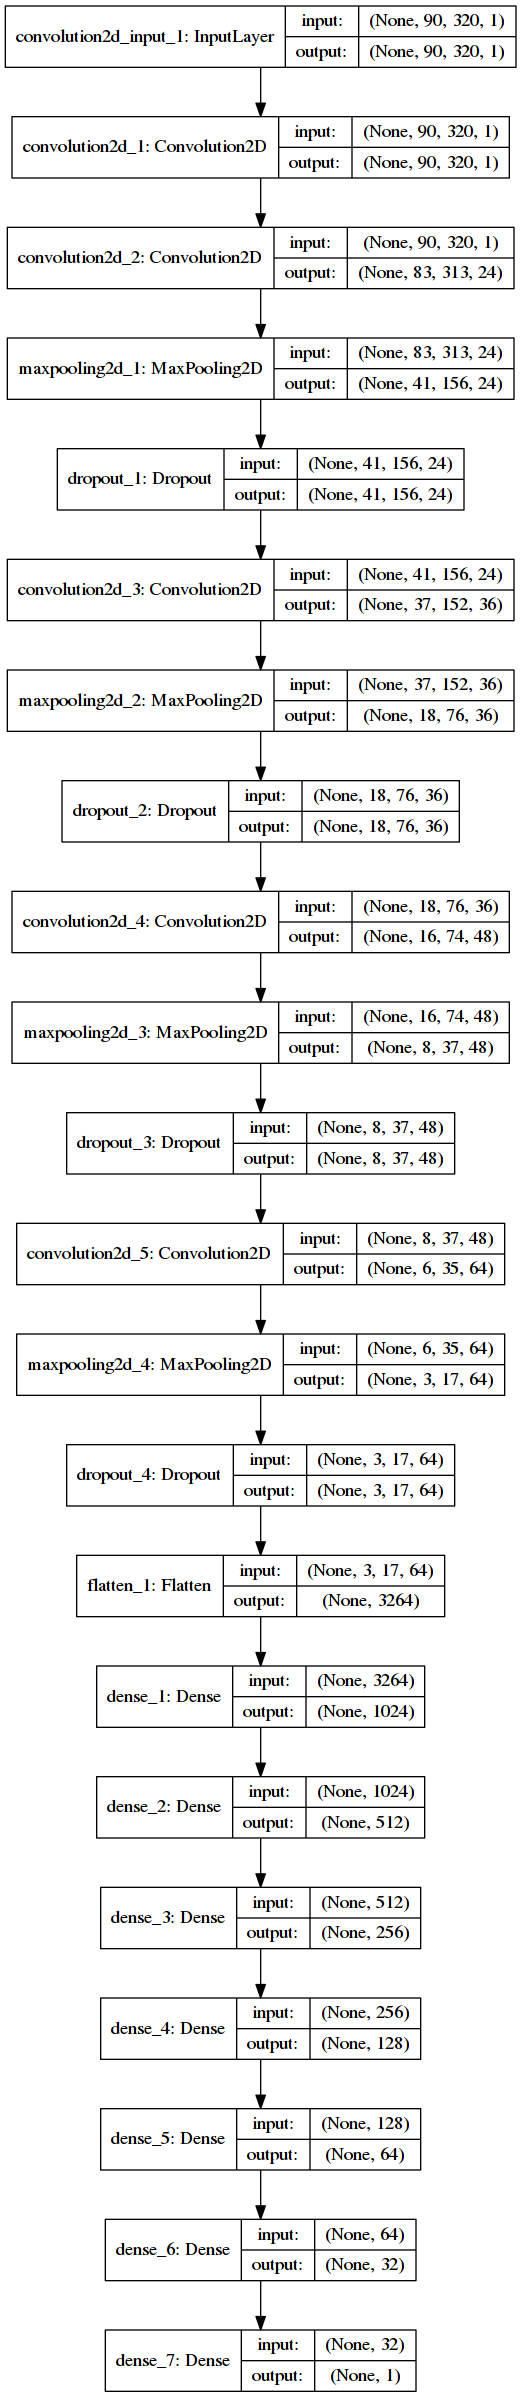 convolution2d_input_1: InputLayer
input: (None, 90, 320, 1)
output: (None, 90, 320, 1)
convolution2d_1: Convolution2D
input: (None, 90, 320, 1)
output: (None, 90, 320, 1)
convolution2d_2: Convolution2D
input: (None, 90, 320, 1)
output: (None, 83, 313, 24)
maxpooling2d_1: MaxPooling2D
input: (None, 83, 313, 24)
output: (None, 41, 156, 24)
dropout_1: Dropout
input: (None, 41, 156, 24)
output: (None, 41, 156, 24)
convolution2d_3: Convolution2D
input: (None, 41, 156, 24)
output: (None, 37, 152, 36)
maxpooling2d_2: MaxPooling2D
input: (None, 37, 152, 36)
output: (None, 18, 76, 36)
dropout_2: Dropout
input: (None, 18, 76, 36)
output: (None, 18, 76, 36)
convolution2d_4: Convolution2D
input: (None, 18, 76, 36)
output: (None, 16, 74, 48)
maxpooling2d_3: MaxPooling2D
input: (None, 16, 74, 48)
output: (None, 8, 37, 48)
dropout_3: Dropout
input: (None, 8, 37, 48)
output: (None, 8, 37, 48)
convolution2d_5: Convolution2D
input: (None, 8, 37, 48)
output: (None, 6, 35, 64)
maxpooling2d_4: MaxPooling2D
input: (None, 6, 35, 64)
output: (None, 3, 17, 64)
dropout_4: Dropout
input: (None, 3, 17, 64)
output: (None, 3, 17, 64)
flatten_1: Flatten
input: (None, 3, 17, 64)
output: (None, 3264)
dense_1: Dense
input: (None, 3264)
output: (None, 1024)
dense_2: Dense
input: (None, 1024)
output: (None, 512)
dense_3: Dense
input: (None, 512)
output: (None, 256)
dense_4: Dense
input: (None, 256)
output: (None, 128)
dense_5: Dense
input: (None, 128)
output: (None, 64)
dense_6: Dense
input: (None, 64)
output: (None, 32)
dense_7: Dense
input: (None, 32)
output: (None, 1)